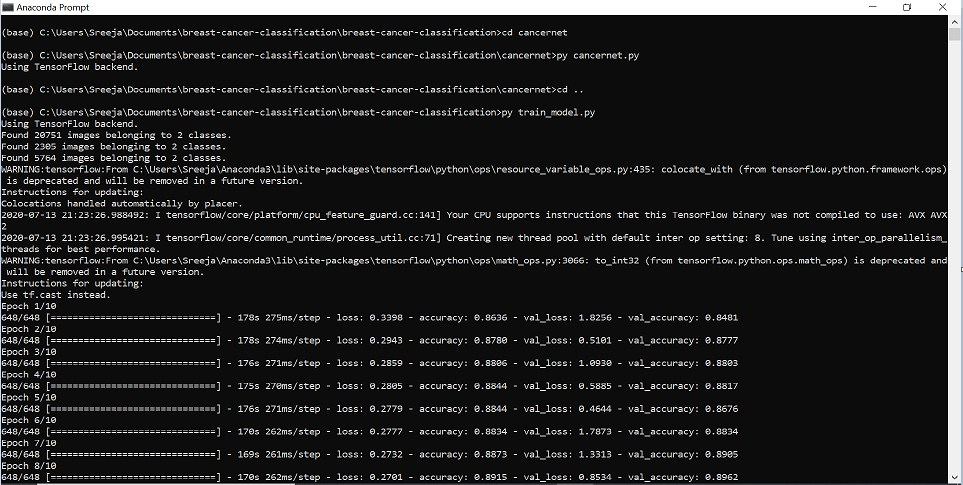 Anaconda Prompt
(base) C:\Users\Sreeja\Documents\breast-cancer-classification\breast-cancer-classification>cd cancernet
(base) C:\Users\Sreeja\Documents\breast-cancer-classification\breast-cancer-classification\cancernet>py cancernet.py
Using TensorFlow backend.
(base) C:\Users\Sreeja\Documents\breast-cancer-classification\breast-cancer-classification\cancernet>cd ..
(base) C:\Users\Sreeja\Documents\breast-cancer-classification\breast-cancer-classification>py train_model.py
Using TensorFlow backend.
Found 20751 images belonging to 2 classes.
Found 2305 images belonging to 2 classes.
Found 5764 images belonging to 2 classes.
WARNING:tensorflow:From C:\Users\Sreeja\Anaconda3\lib\site-packages\tensorflow\python\ops\resource_variable_ops.py:435: colocate_with (from tensorflow.python.framework.ops)
is deprecated and will be removed in a future version.
Instructions for updating:
Colocations handled automatically by placer.
2020-07-13 21:23:26.988492: I tensorflow/core/platform/cpu_feature_guard.cc:141] Your CPU supports instructions that this TensorFlow binary was not compiled to use: AVX AVX
2
2020-07-13 21:23:26.995421: I tensorflow/core/common_runtime/process_util.cc:71] Creating new thread pool with default inter op setting: 8. Tune using inter_op_parallelism_
threads for best performance.
WARNING:tensorflow:From C:\Users\Sreeja\Anaconda3\lib\site-packages\tensorflow\python\ops\math_ops.py:3066: to_int32 (from tensorflow.python.ops.math_ops) is deprecated and
will be removed in a future version.
Instructions for updating:
Use tf.cast instead.
Epoch 1/10
648/648 [==============================] - 178s 275ms/step - loss: 0.3398 - accuracy: 0.8636 - val_loss: 1.8256 - val_accuracy: 0.8481
Epoch 2/10
648/648 [==============================] - 178s 274ms/step - loss: 0.2943 - accuracy: 0.8780 - val_loss: 0.5101 - val_accuracy: 0.8777
Epoch 3/10
648/648 [==============================] - 176s 271ms/step - loss: 0.2859 - accuracy: 0.8806 - val_loss: 1.0930 - val_accuracy: 0.8803
Epoch 4/10
648/648 [==============================] - 175s 270ms/step - loss: 0.2805 - accuracy: 0.8844 - val_loss: 0.5885 - val_accuracy: 0.8817
Epoch 5/10
648/648 [==============================] - 176s 271ms/step - loss: 0.2779 - accuracy: 0.8844 - val_loss: 0.4644 - val_accuracy: 0.8676
Epoch 6/10
648/648 [==============================] - 170s 262ms/step - loss: 0.2777 - accuracy: 0.8834 - val_loss: 1.7873 - val_accuracy: 0.8834
Epoch 7/10
648/648 [==============================] - 169s 261ms/step - loss: 0.2732 - accuracy: 0.8873 - val_loss: 1.3313 - val_accuracy: 0.8905
Epoch 8/10
648/648 [==============================] - 170s 262ms/step - loss: 0.2701 - accuracy: 0.8915 - val_loss: 0.8534 - val_accuracy: 0.8962